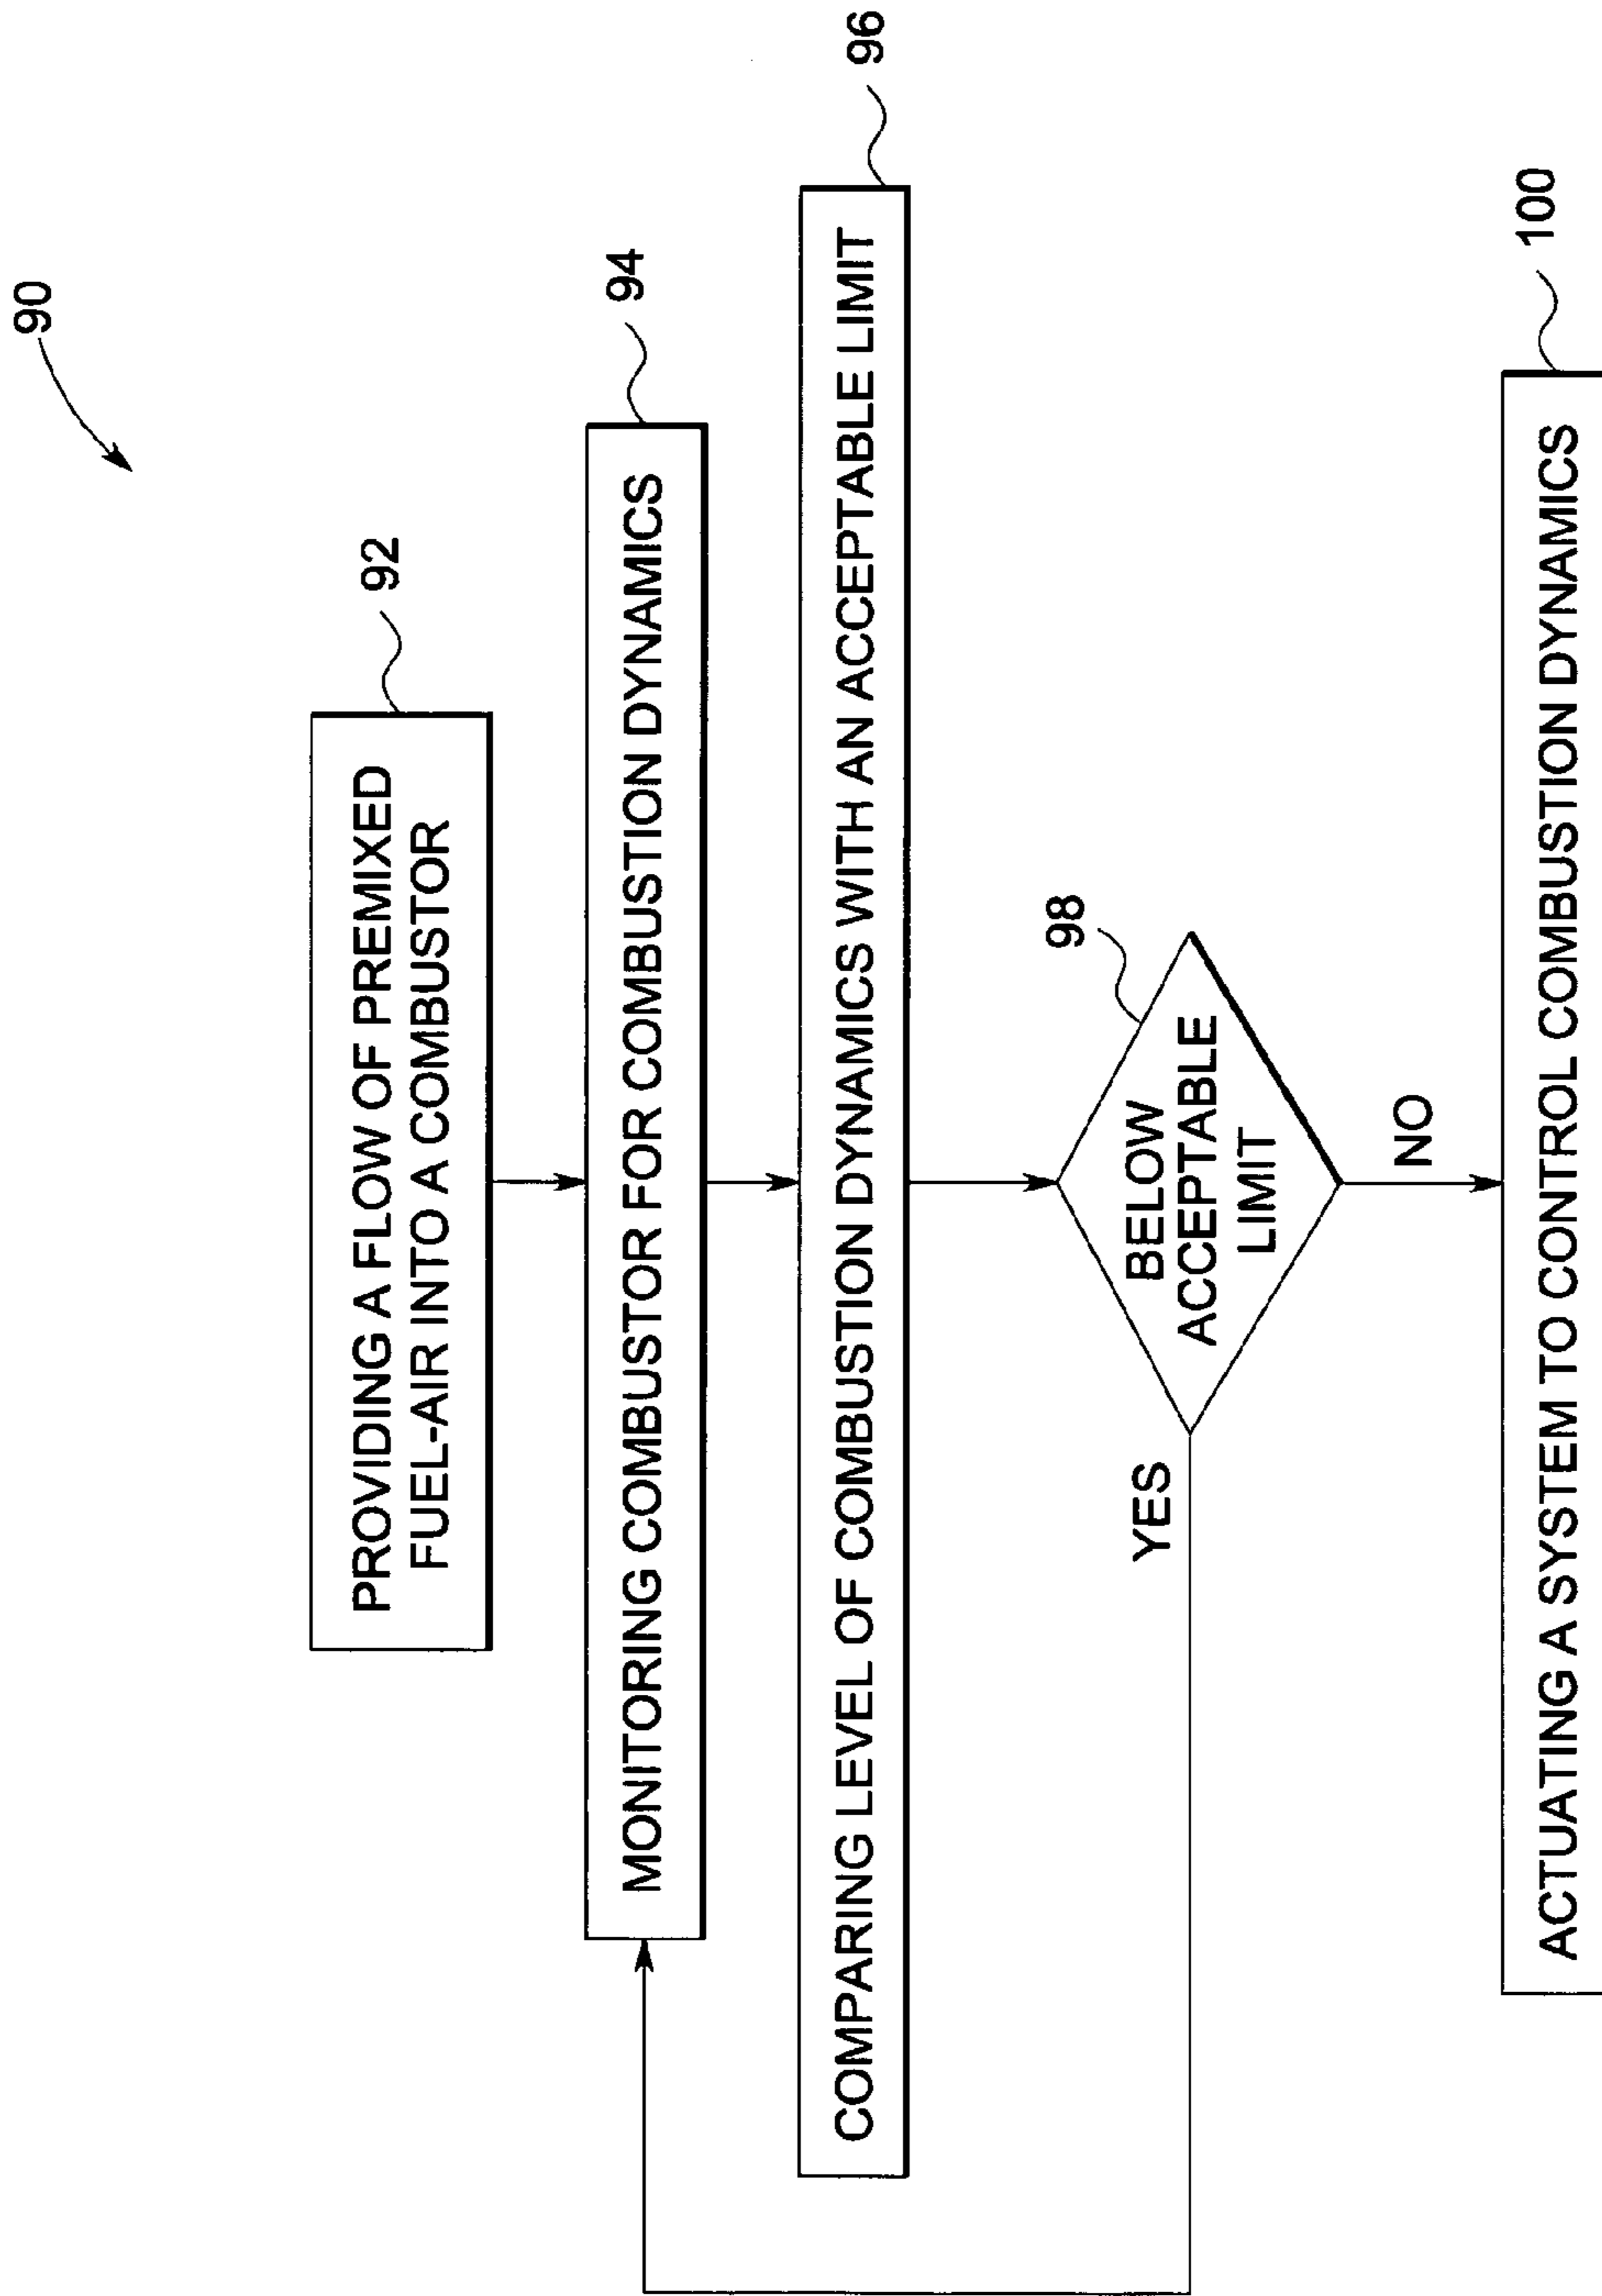 90
PROVIDING A FLOW OF PREMIXED
FUEL-AIR INTO A COMBUSTOR
92
MONITORING COMBUSTOR FOR COMBUSTION DYNAMICS
94
COMPARING LEVEL OF COMBUSTION DYNAMICS WITH AN ACCEPTABLE LIMIT
96
BELOW
ACCEPTABLE
LIMIT
98
YES
NO
ACTUATING A SYSTEM TO CONTROL COMBUSTION DYNAMICS
100